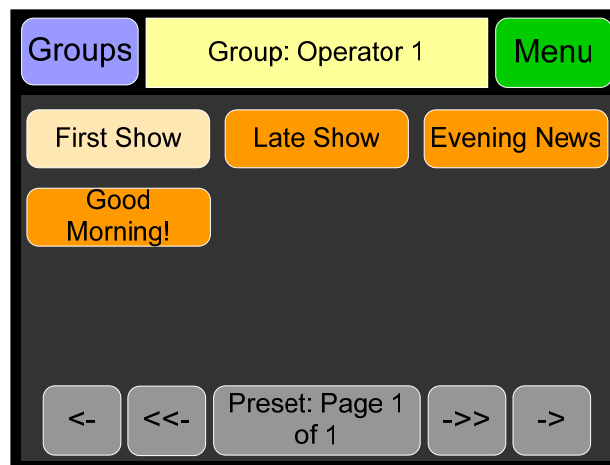 Groups
Group: Operator 1
Menu
First Show
Late Show
Evening News
Good
Morning!
<-
<<-
Preset: Page 1
of 1
->>
->